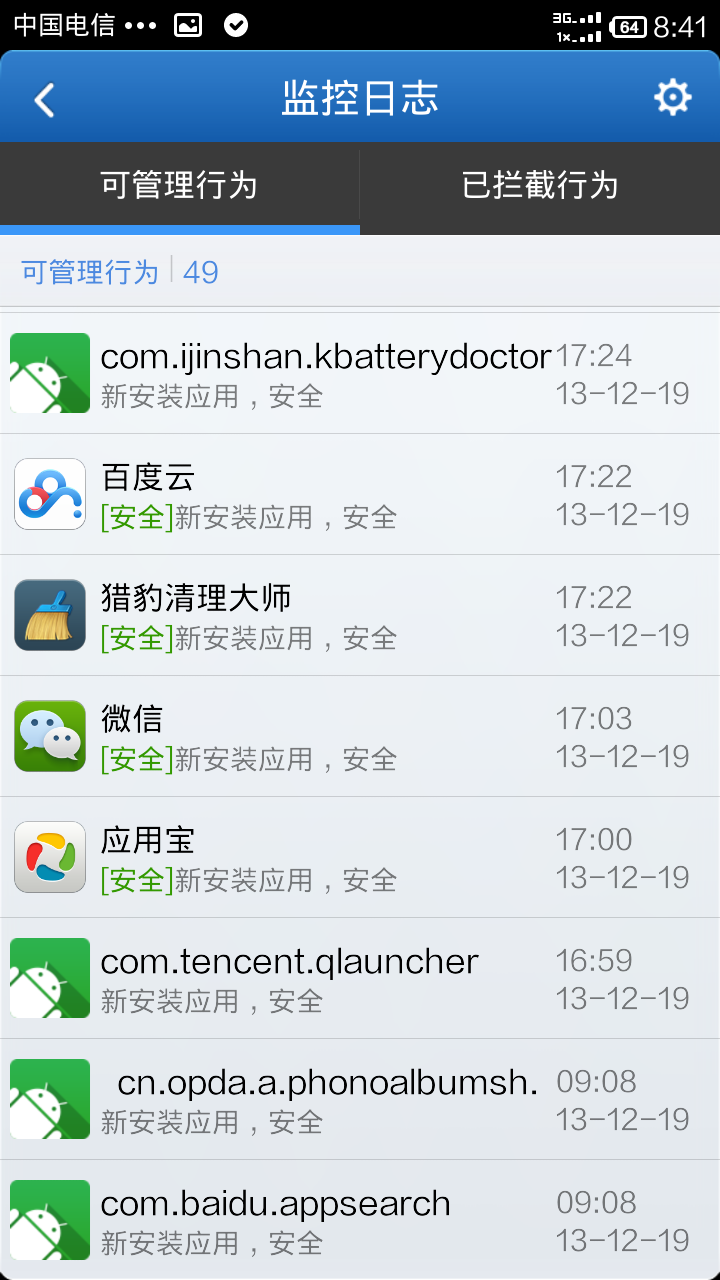 中国电信 ••• 3G 1× 64 8:41
监控日志
可管理行为 已拦截行为
可管理行为 | 49
com.ijinshan.kbatterydoctor 17:24
新安装应用，安全 13-12-19
百度云 17:22
[安全]新安装应用，安全 13-12-19
猎豹清理大师 17:22
[安全]新安装应用，安全 13-12-19
微信 17:03
[安全]新安装应用，安全 13-12-19
应用宝 17:00
[安全]新安装应用，安全 13-12-19
com.tencent.qlauncher 16:59
新安装应用，安全 13-12-19
cn.opda.a.phonoalbumsh. 09:08
新安装应用，安全 13-12-19
com.baidu.appsearch 09:08
新安装应用，安全 13-12-19